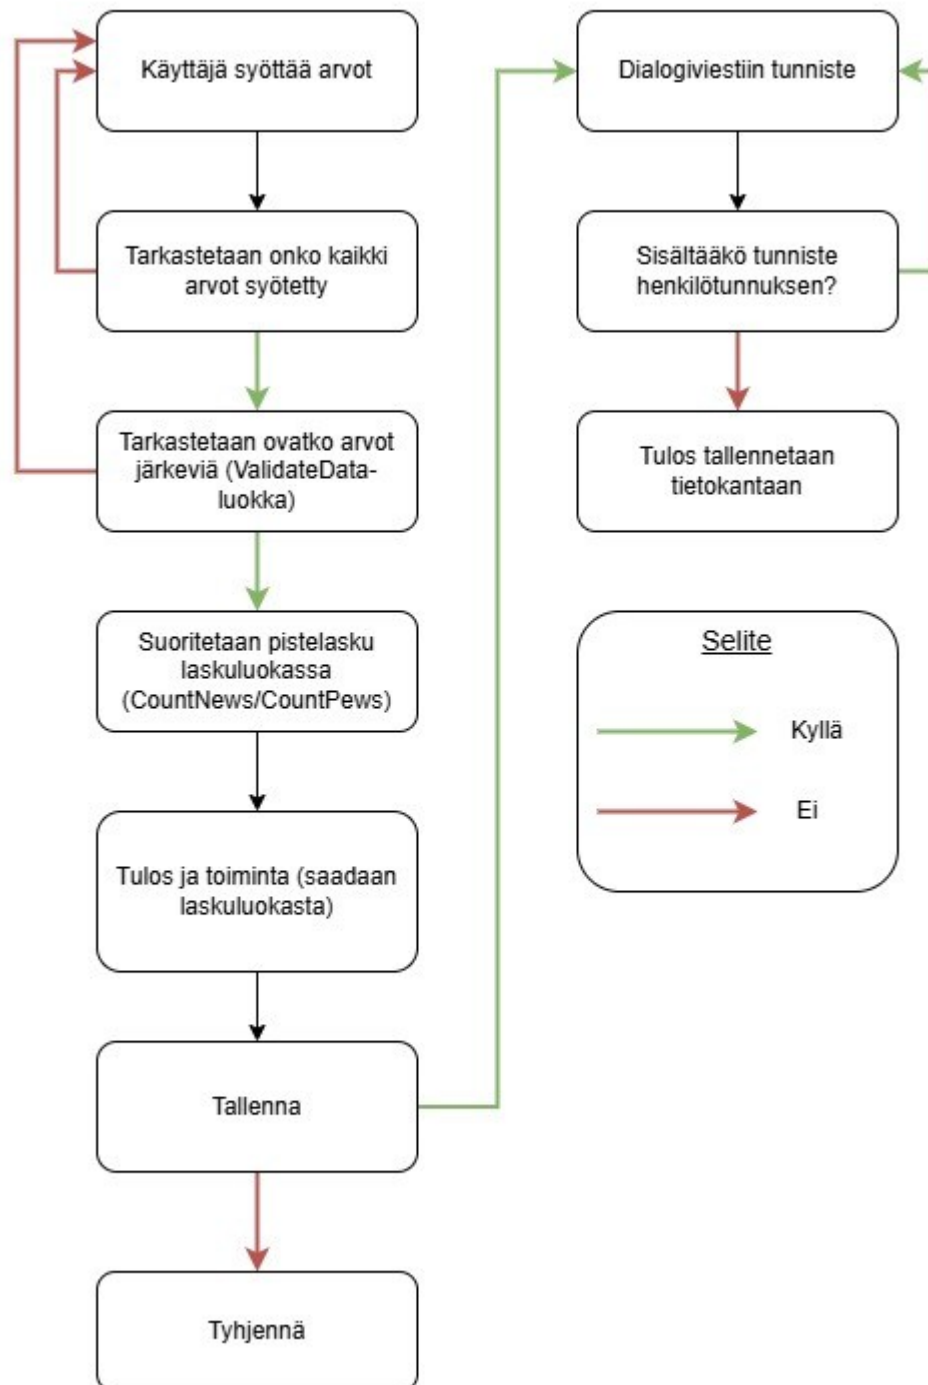 Käyttäjä syöttää arvot
Tarkastetaan onko kaikki
arvot syötetty
Tarkastetaan ovatko arvot
järkeviä (ValidateData-
luokka)
Suoritetaan pistelasku
laskuluokassa
(CountNews/CountPews)
Tulos ja toiminta (saadaan
laskuluokasta)
Tallenna
Tyhjennä
Dialogiviestiin tunniste
Sisältääkö tunniste
henkilötunnuksen?
Tulos tallennetaan
tietokantaan
Selite
Kyllä
Ei